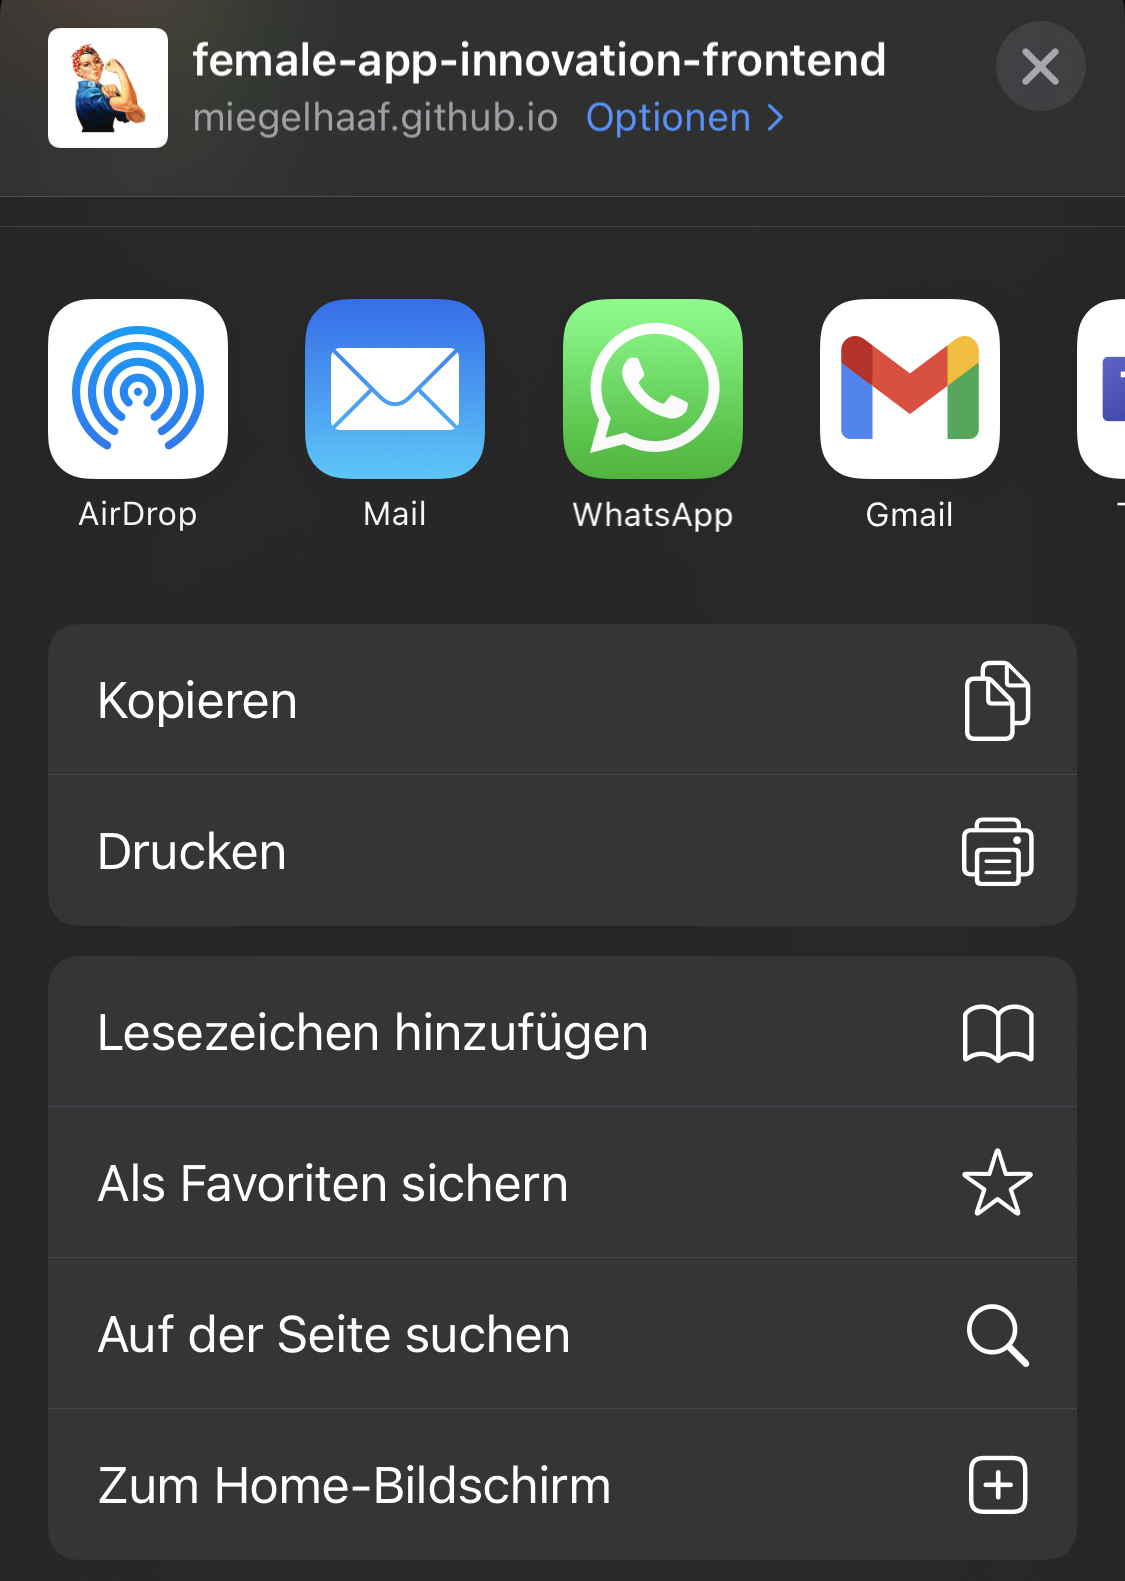 female-app-innovation-frontend
miegelhaaf.github.io Optionen
AirDrop Mail WhatsApp Gmail
Kopieren
Drucken
Lesezeichen hinzufügen
Als Favoriten sichern
Auf der Seite suchen
Zum Home-Bildschirm